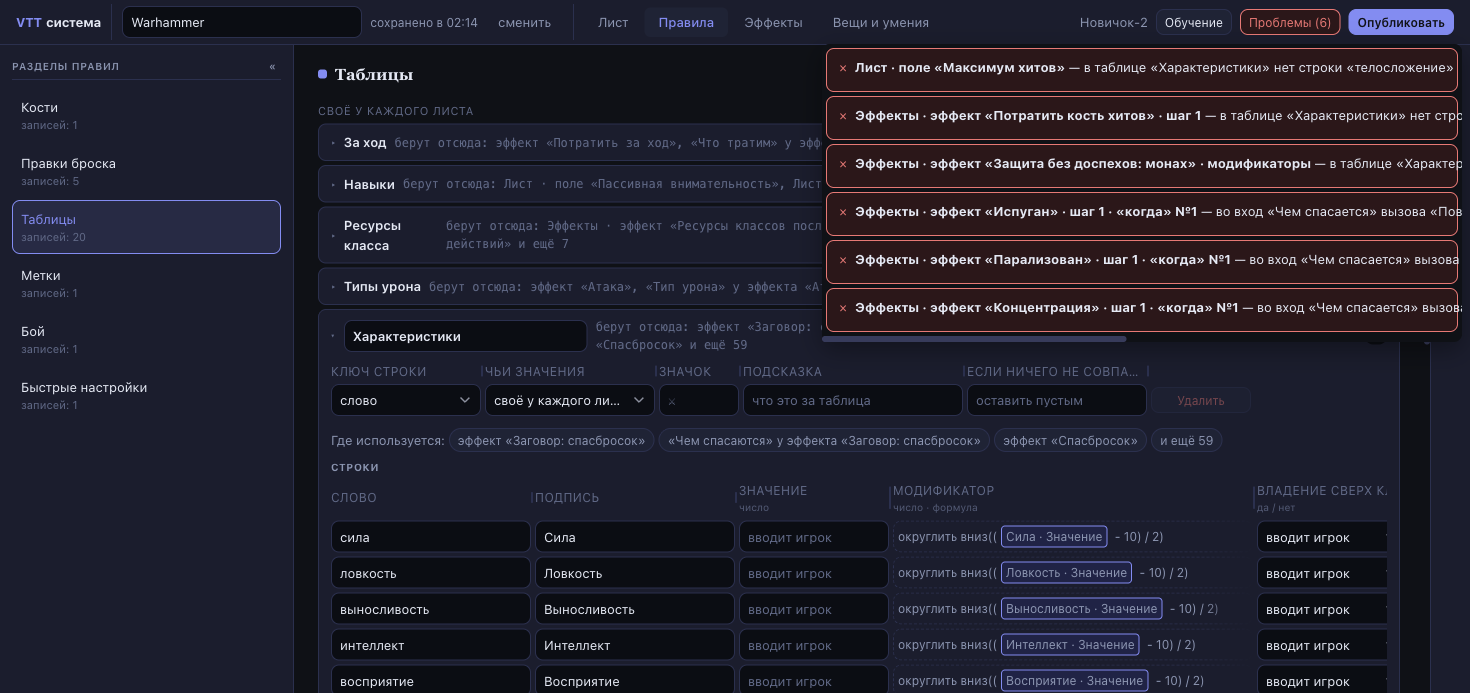 VTT система
Warhammer
сохранено в 02:14
сменить
Лист
Правила
Эффекты
Вещи и умения
Новичок-2
Обучение
Проблемы (6)
Опубликовать
РАЗДЕЛЫ ПРАВИЛ
«
Кости
записей: 1
Правки броска
записей: 5
Таблицы
записей: 20
Метки
записей: 1
Бой
записей: 1
Быстрые настройки
записей: 1
Таблицы
СВОЁ У КАЖДОГО ЛИСТА
За ход берут отсюда: эффект «Потратить за ход», «Что тратим» у
Навыки берут отсюда: Лист · поле «Пассивная внимательность», Лист
Ресурсы класса
берут отсюда: Эффекты · эффект «Ресурсы классов
действий» и ещё 7
Типы урона берут отсюда: эффект «Атака», «Тип урона» у эффекта
× Лист · поле «Максимум хитов» — в таблице «Характеристики» нет строки «телосложение»
× Эффекты · эффект «Потратить кость хитов» · шаг 1 — в таблице «Характеристики» нет
× Эффекты · эффект «Защита без доспехов: монах» · модификаторы — в таблице
× Эффекты · эффект «Испуган» · шаг 1 · «когда» №1 — во вход «Чем спасается» вызова
× Эффекты · эффект «Парализован» · шаг 1 · «когда» №1 — во вход «Чем спасается» вызова
× Эффекты · эффект «Концентрация» · шаг 1 · «когда» №1 — во вход «Чем спасается»
Характеристики
берут отсюда: эффект «Заговор:
«Спасбросок» и ещё 59
КЛЮЧ СТРОКИ
ЧЬИ ЗНАЧЕНИЯ
ЗНАЧОК
ПОДСКАЗКА
ЕСЛИ НИЧЕГО НЕ СОВПА...
слово
своё у каждого ли...
что это за таблица
оставить пустым
Удалить
Где используется: эффект «Заговор: спасбросок» «Чем спасаются» у эффекта «Заговор: спасбросок» эффект «Спасбросок» и ещё 59
СТРОКИ
СЛОВО
ПОДПИСЬ
ЗНАЧЕНИЕ
число
МОДИФИКАТОР
число · формула
ВЛАДЕНИЕ СВЕРХ
да / нет
сила Сила вводит игрок округлить вниз(( Сила · Значение - 10) / 2) вводит игрок
ловкость Ловкость вводит игрок округлить вниз(( Ловкость · Значение - 10) / 2) вводит игрок
выносливость Выносливость вводит игрок округлить вниз(( Выносливость · Значение - 10) / 2) вводит игрок
интеллект Интеллект вводит игрок округлить вниз(( Интеллект · Значение - 10) / 2) вводит игрок
восприятие Восприятие вводит игрок округлить вниз(( Восприятие · Значение - 10) / 2) вводит игрок